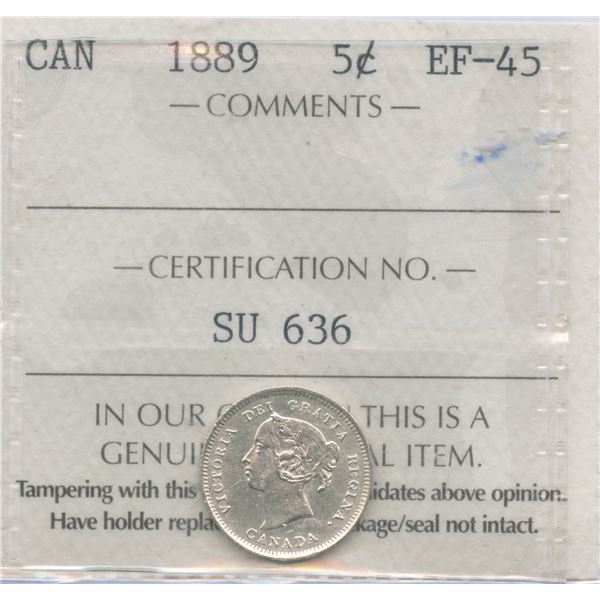 CAN 1889 5¢ EF-45
— COMMENTS —
— CERTIFICATION NO. —
SU 636
IN OUR THIS IS A
GENUI AL ITEM.
Tampering with this idates above opinion.
Have holder repla kage/seal not intact.
VICTORIA DEI GRATIA REGINA.
CANADA